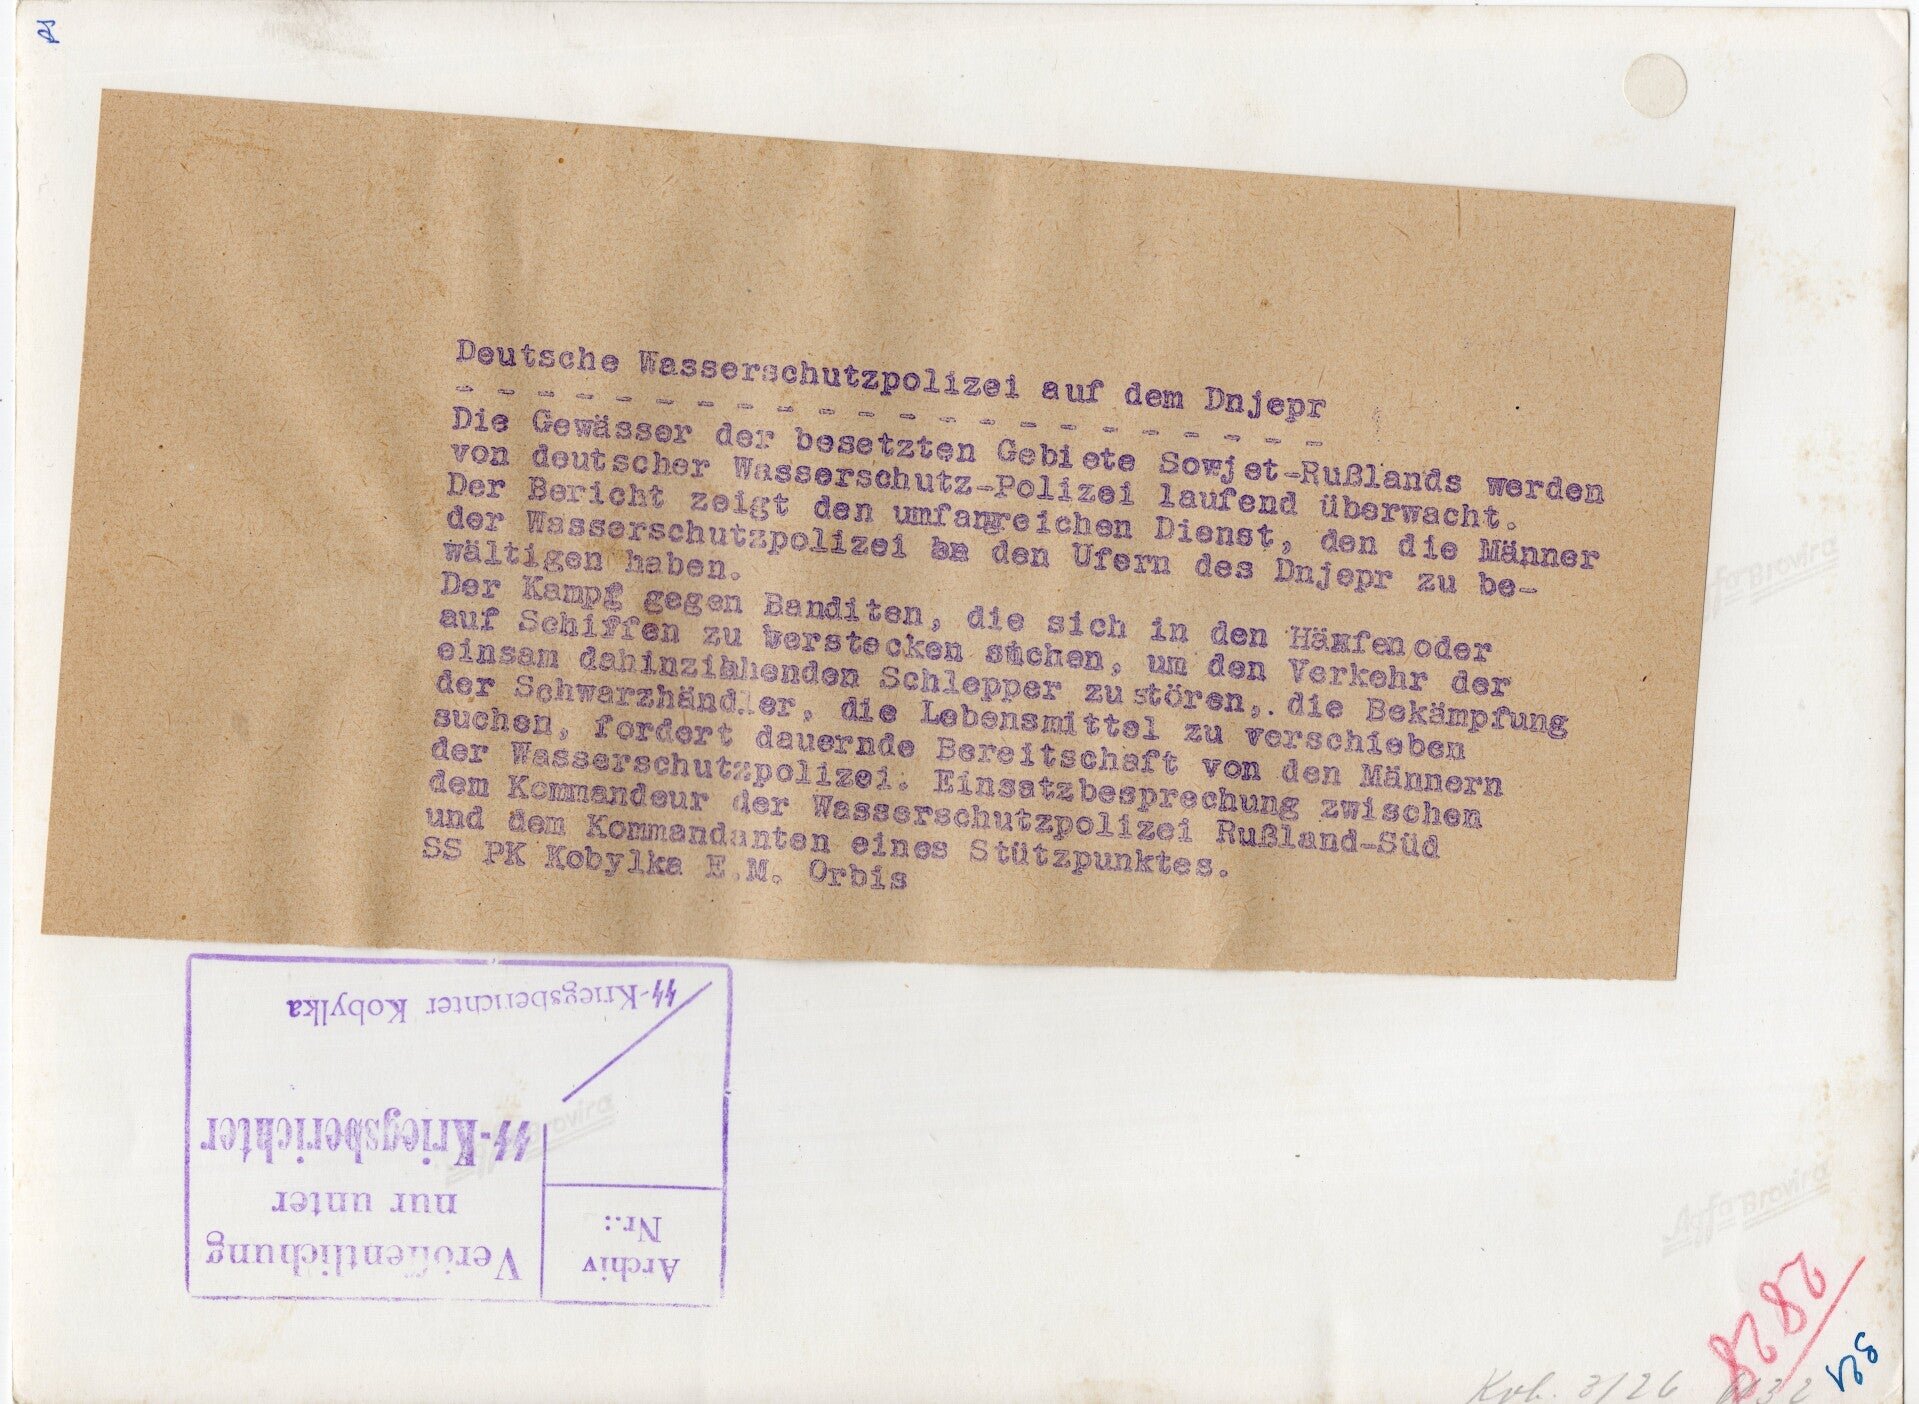 Deutsche Wasserschutzpolizei auf dem Dnjepr
Die Gewässer der besetzten Gebiete Sowjet-Rußlands werden
von deutscher Wasserschutz-Polizei laufend überwacht.
Der Bericht zeigt den umfangreichen Dienst, den die Männer
der Wasserschutzpolizei an den Ufern des Dnjepr zu be-
wältigen haben.
Der Kampf gegen Banditen, die sich in den Häfen oder
auf Schiffen zu verstecken suchen, um den Verkehr der
einsam dahinziehenden Schlepper zu stören,. die Bekämpfung
der Schwarzhändler, die Lebensmittel zu verschieben
suchen, fordert dauernde Bereitschaft von den Männern
der Wasserschutzpolizei. Einsatzbesprechung zwischen
dem Kommandeur der Wasserschutzpolizei Rußland-Süd
und dem Kommandanten eines Stützpunktes.
SS PK Kobylka E.M. Orbis
Archiv
Nr.:
Veröffentlichung
nur unter
SS-Kriegsberichter
SS-Kriegsberichter Kobylka
Agfa Brovira
8282
Kob. 3/26